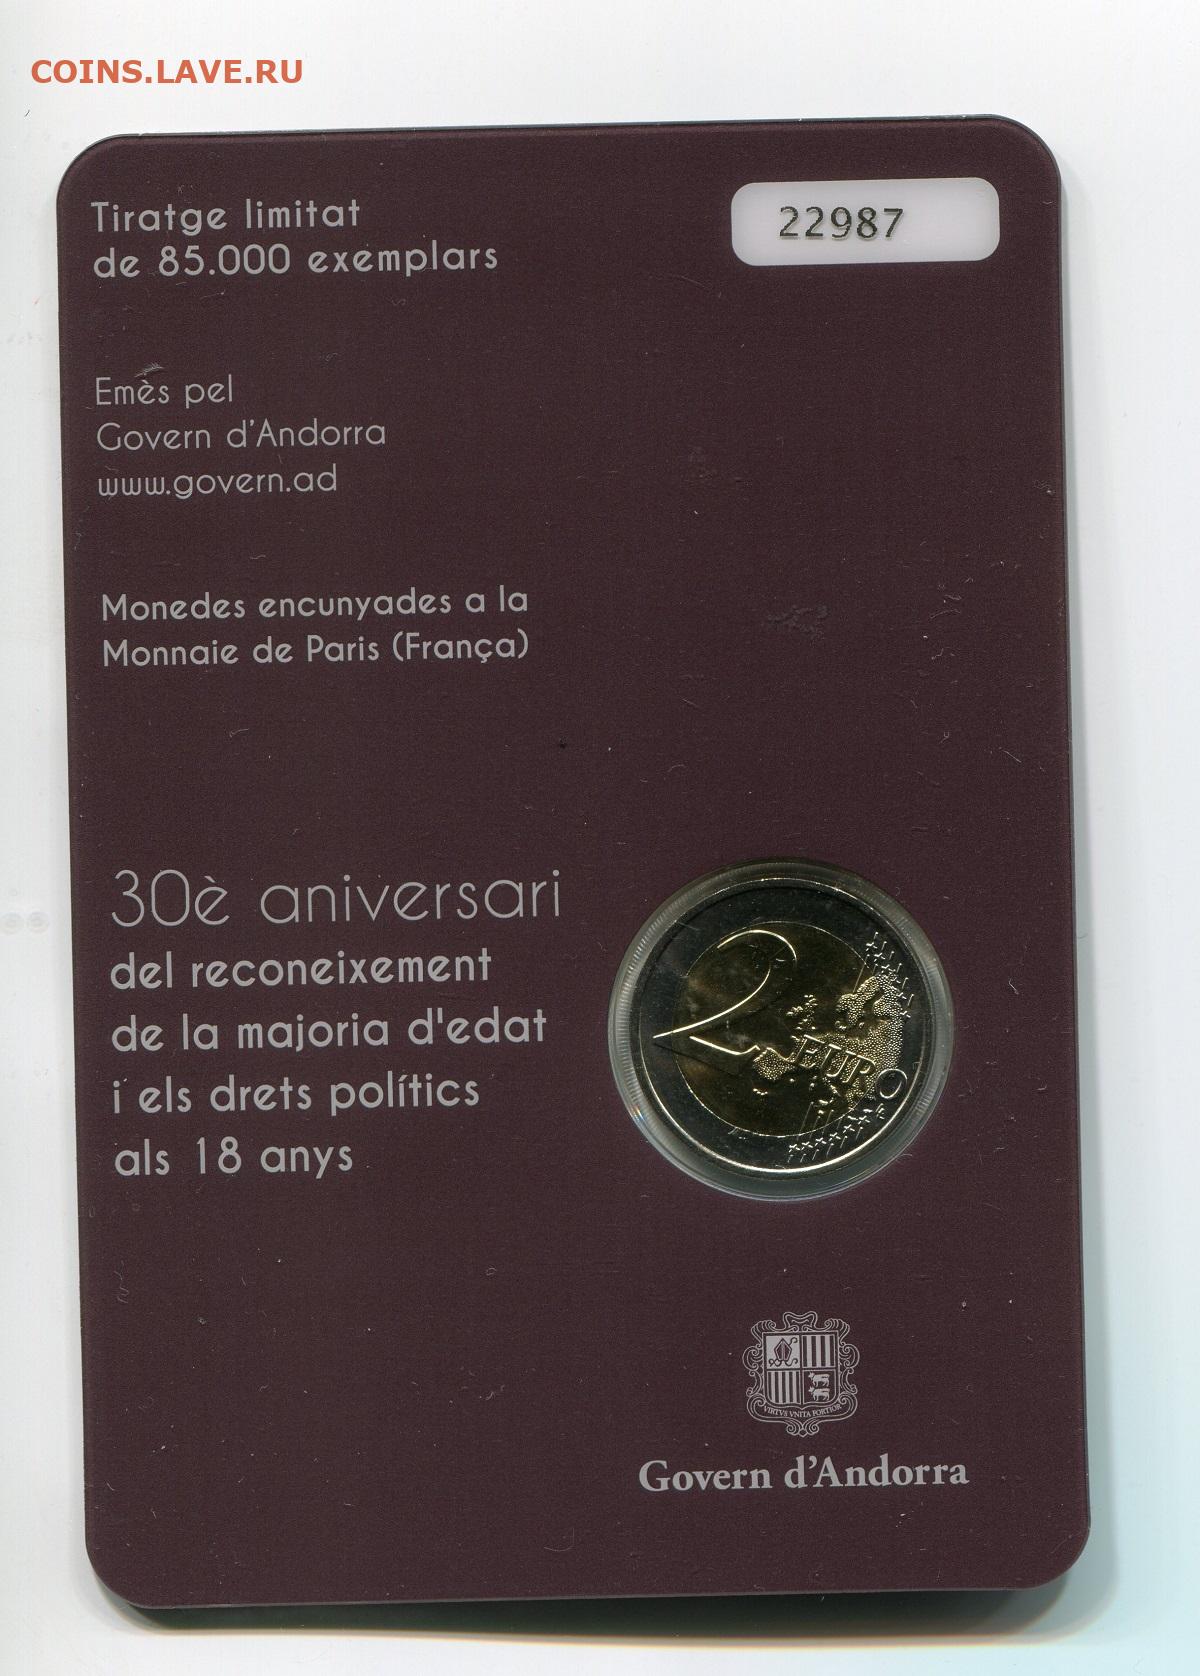 COINS.LAVE.RU
Tiratge limitat
de 85.000 exemplars
22987
Emès pel
Govern d'Andorra
www.govern.ad
Monedes encunyades a la
Monnaie de Paris (França)
30è aniversari
del reconeixement
de la majoria d'edat
i els drets polítics
als 18 anys
2 EURO
VIRTVS VNITA FORTIOR
Govern d'Andorra